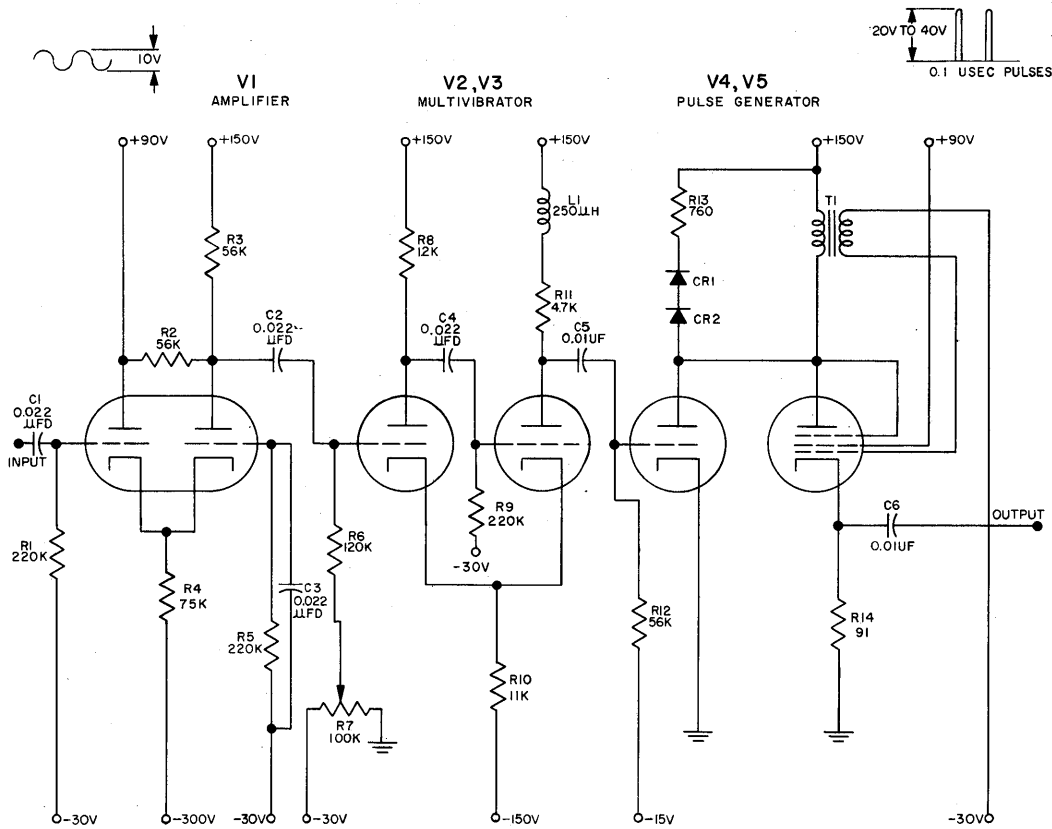 10V
20V TO 40V
0.1 USEC PULSES
V1
AMPLIFIER
V2,V3
MULTIVIBRATOR
V4, V5
PULSE GENERATOR
+90V
+150V
+150V
+150V
+150V
+90V
R3
56K
R8
12K
L1
250µH
R13
760
T1
R11
4.7K
CR1
CR2
R2
56K
C2
0.022
µFD
C4
0.022
µFD
C5
0.01UF
C1
0.022
µFD
INPUT
R1
220K
R4
75K
R5
220K
C3
0.022
µFD
R6
120K
R7
100K
R9
220K
-30V
R10
11K
R12
56K
C6
0.01UF
OUTPUT
R14
91
-30V
-300V
-30V
-30V
-150V
-15V
-30V